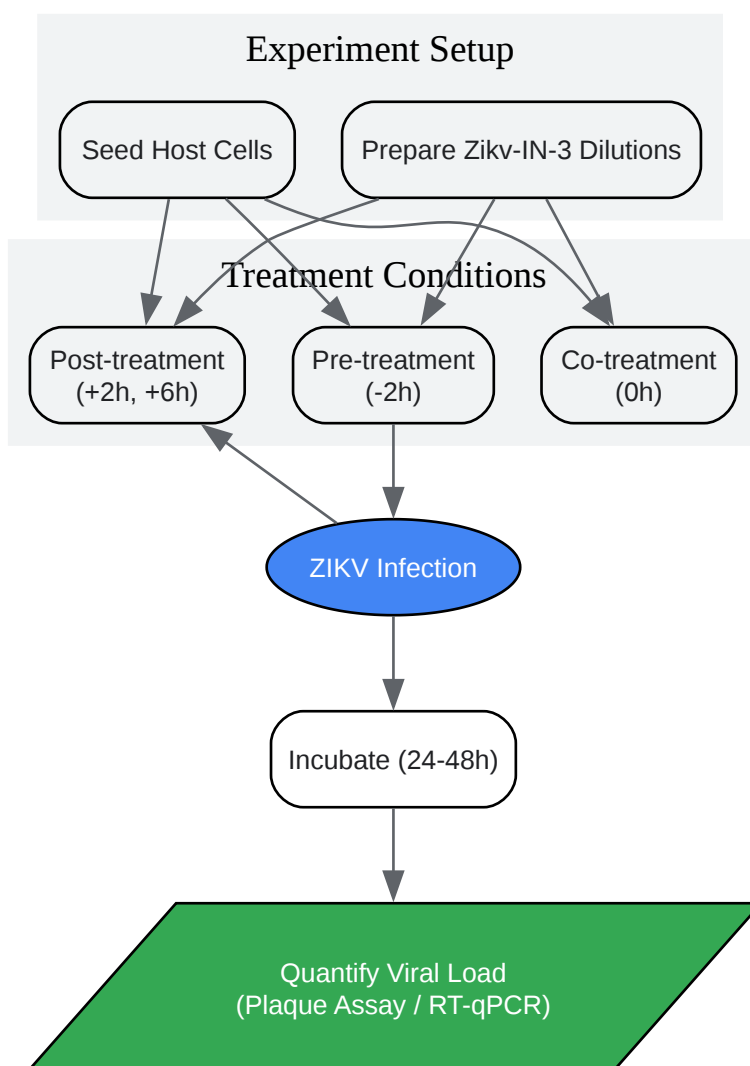 Experiment Setup
Seed Host Cells
Prepare Zikv-IN-3 Dilutions
Treatment Conditions
Post-treatment
(+2h, +6h)
Pre-treatment
(-2h)
Co-treatment
(0h)
ZIKV Infection
Incubate (24-48h)
Quantify Viral Load
(Plaque Assay / RT-qPCR)